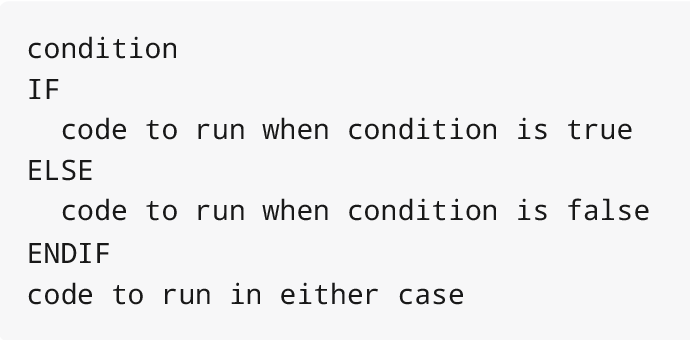 condition
IF
  code to run when condition is true
ELSE
  code to run when condition is false
ENDIF
code to run in either case